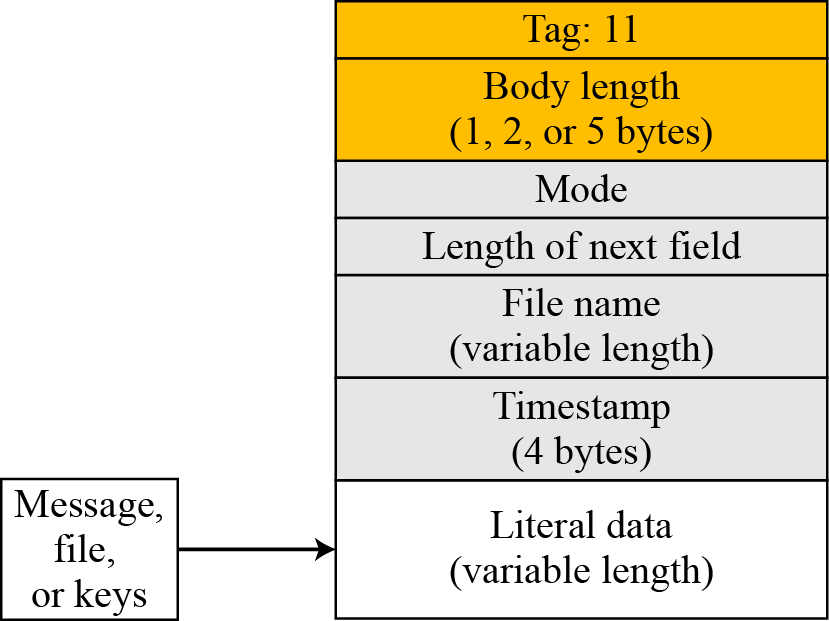 Tag: 11
Body length
(1, 2, or 5 bytes)
Mode
Length of next field
File name
(variable length)
Timestamp
(4 bytes)
Message,
file,
or keys
Literal data
(variable length)